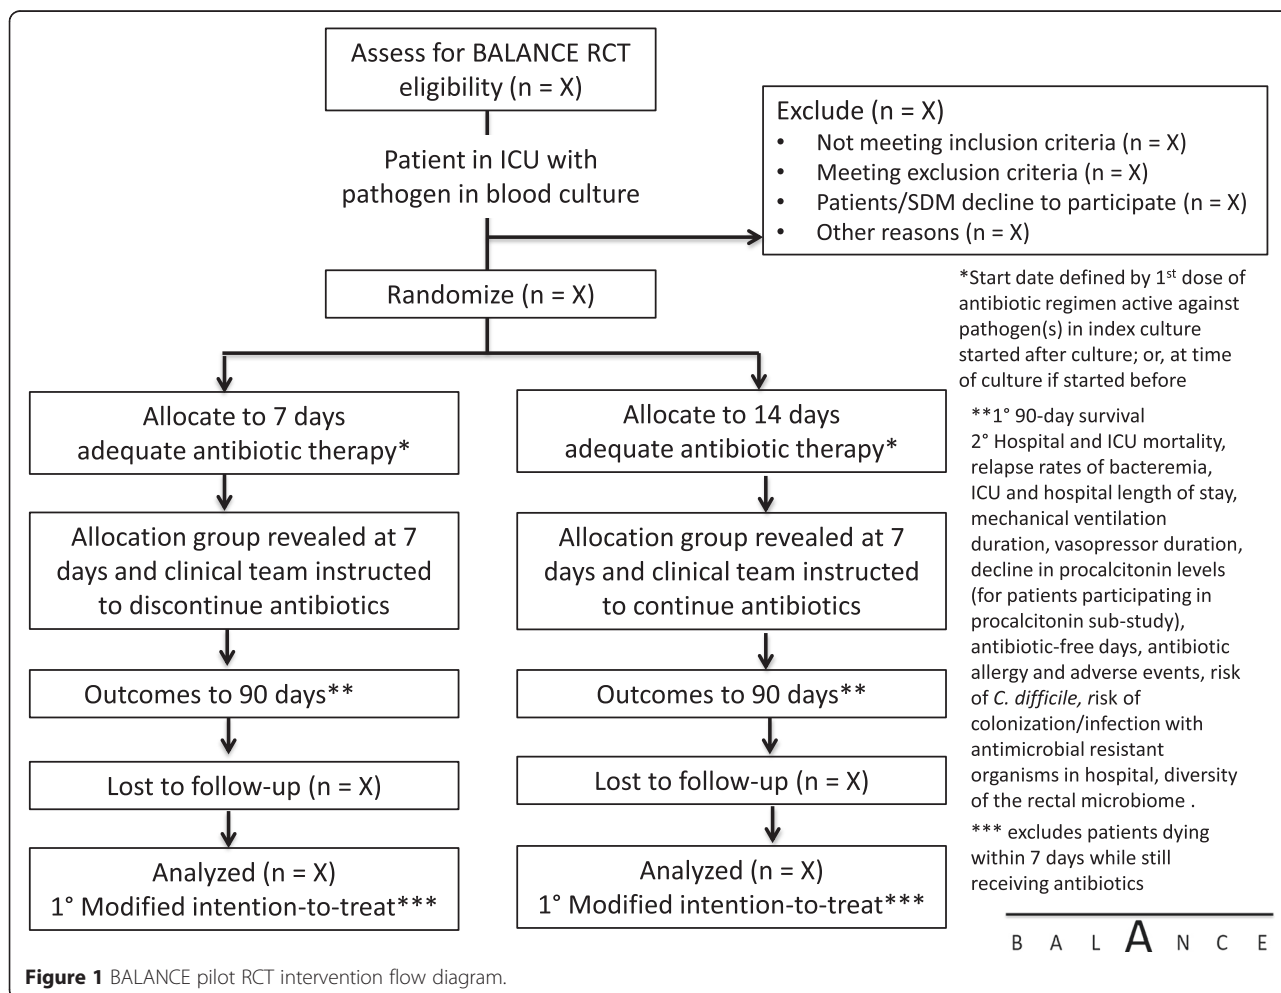 Assess for BALANCE RCT
eligibility (n = X)
Patient in ICU with
pathogen in blood culture
Exclude (n = X)
• Not meeting inclusion criteria (n = X)
• Meeting exclusion criteria (n = X)
• Patients/SDM decline to participate (n = X)
• Other reasons (n = X)
Randomize (n = X)
*Start date defined by 1st dose of
antibiotic regimen active against
pathogen(s) in index culture
started after culture; or, at time
of culture if started before
Allocate to 7 days
adequate antibiotic therapy*
Allocation group revealed at 7
days and clinical team instructed
to discontinue antibiotics
Outcomes to 90 days**
Lost to follow-up (n = X)
Analyzed (n = X)
1° Modified intention-to-treat***
Allocate to 14 days
adequate antibiotic therapy*
Allocation group revealed at 7
days and clinical team instructed
to continue antibiotics
Outcomes to 90 days**
Lost to follow-up (n = X)
Analyzed (n = X)
1° Modified intention-to-treat***
**1° 90-day survival
2° Hospital and ICU mortality,
relapse rates of bacteremia,
ICU and hospital length of stay,
mechanical ventilation
duration, vasopressor duration,
decline in procalcitonin levels
(for patients participating in
procalcitonin sub-study),
antibiotic-free days, antibiotic
allergy and adverse events, risk
of C. difficile, risk of
colonization/infection with
antimicrobial resistant
organisms in hospital, diversity
of the rectal microbiome .
*** excludes patients dying
within 7 days while still
receiving antibiotics
B A L A N C E
Figure 1 BALANCE pilot RCT intervention flow diagram.